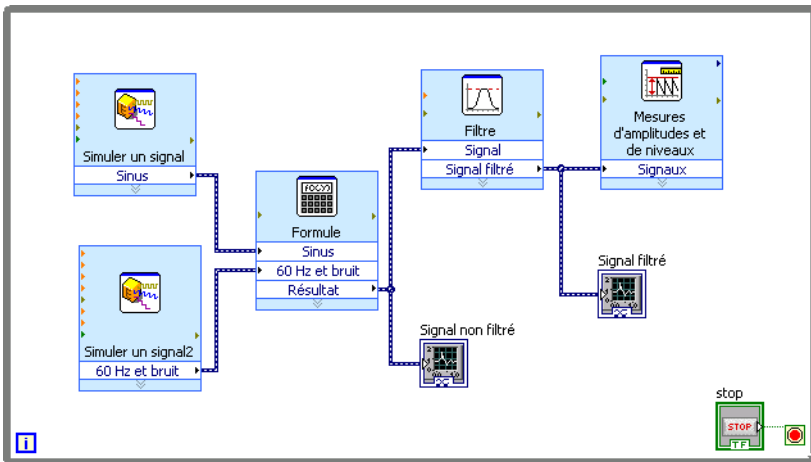 Simuler un signal
Sinus
Simuler un signal2
60 Hz et bruit
f(x,y)
Formule
Sinus
60 Hz et bruit
Résultat
Filtre
Signal
Signal filtré
Mesures
d'amplitudes et
de niveaux
Signaux
Signal filtré
Signal non filtré
stop
STOP
TF
i